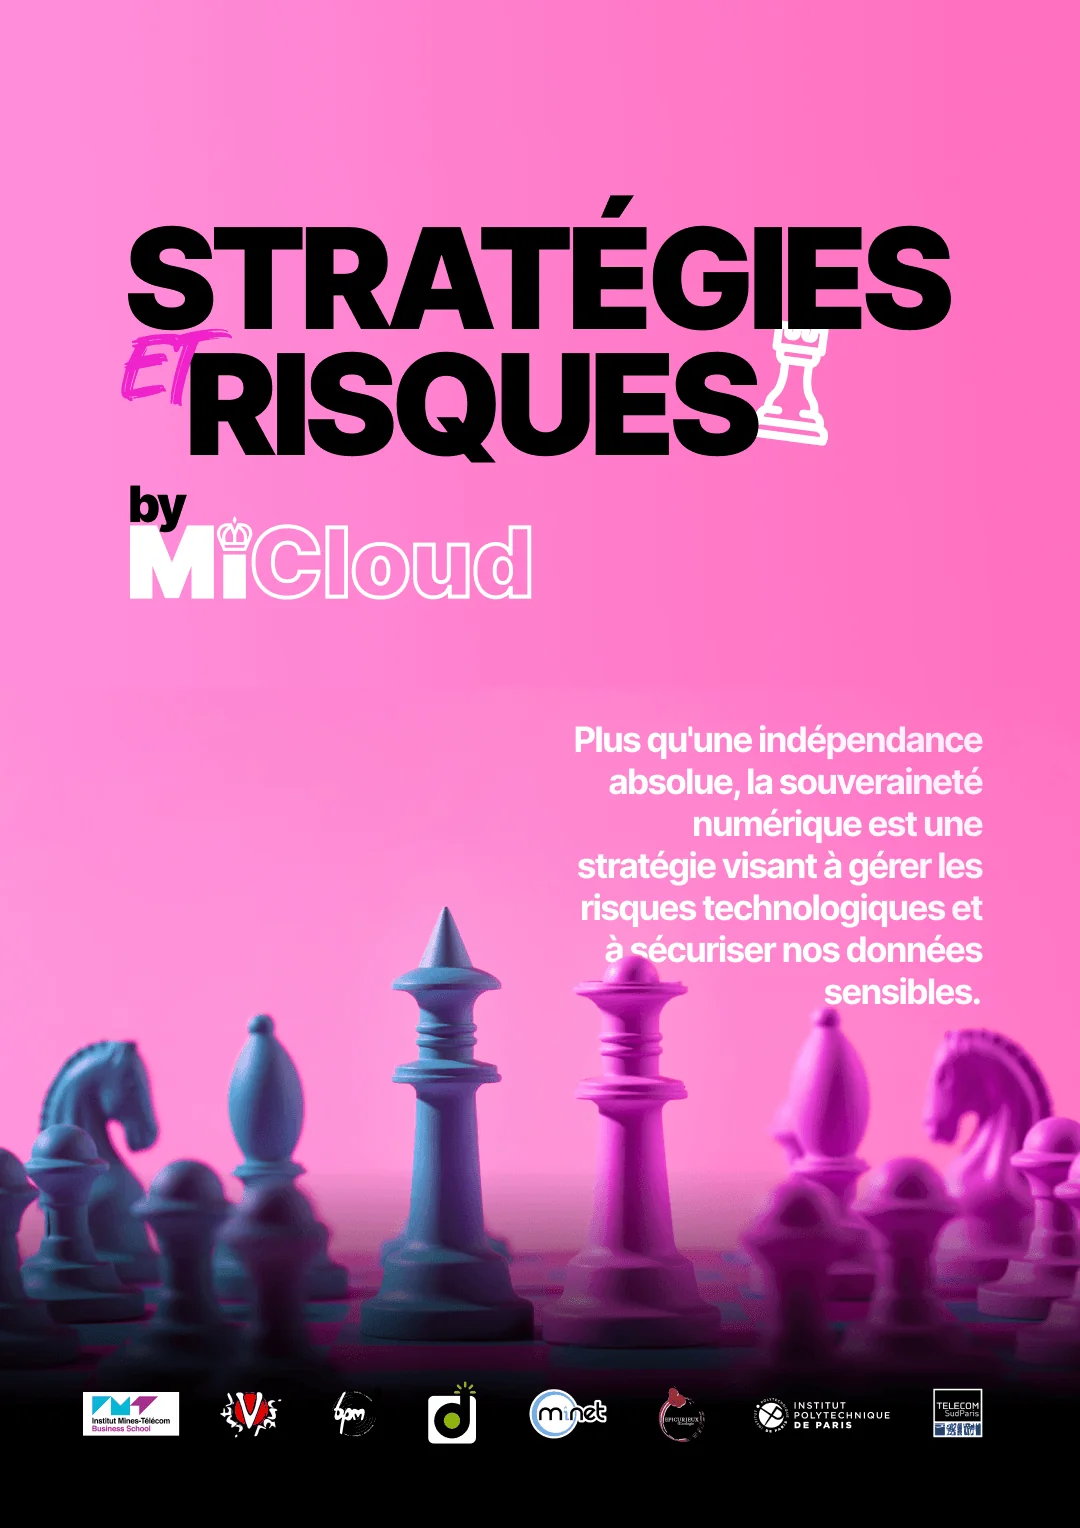 STRATÉGIES
ET
RISQUES
by
MiCloud
Plus qu'une indépendance
absolue, la souveraineté
numérique est une
stratégie visant à gérer les
risques technologiques et
à sécuriser nos données
sensibles.
Institut Mines-Télécom
Business School
V
bpm
d
minet
EPICURIEUX
INSTITUT
POLYTECHNIQUE
DE PARIS
TELECOM
SudParis